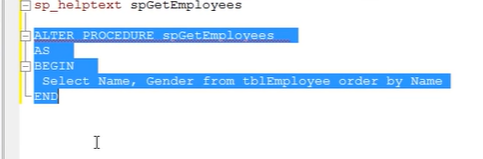 sp_helptext spGetEmployees
ALTER PROCEDURE spGetEmployees
AS
BEGIN
Select Name, Gender from tblEmployee order by Name
END